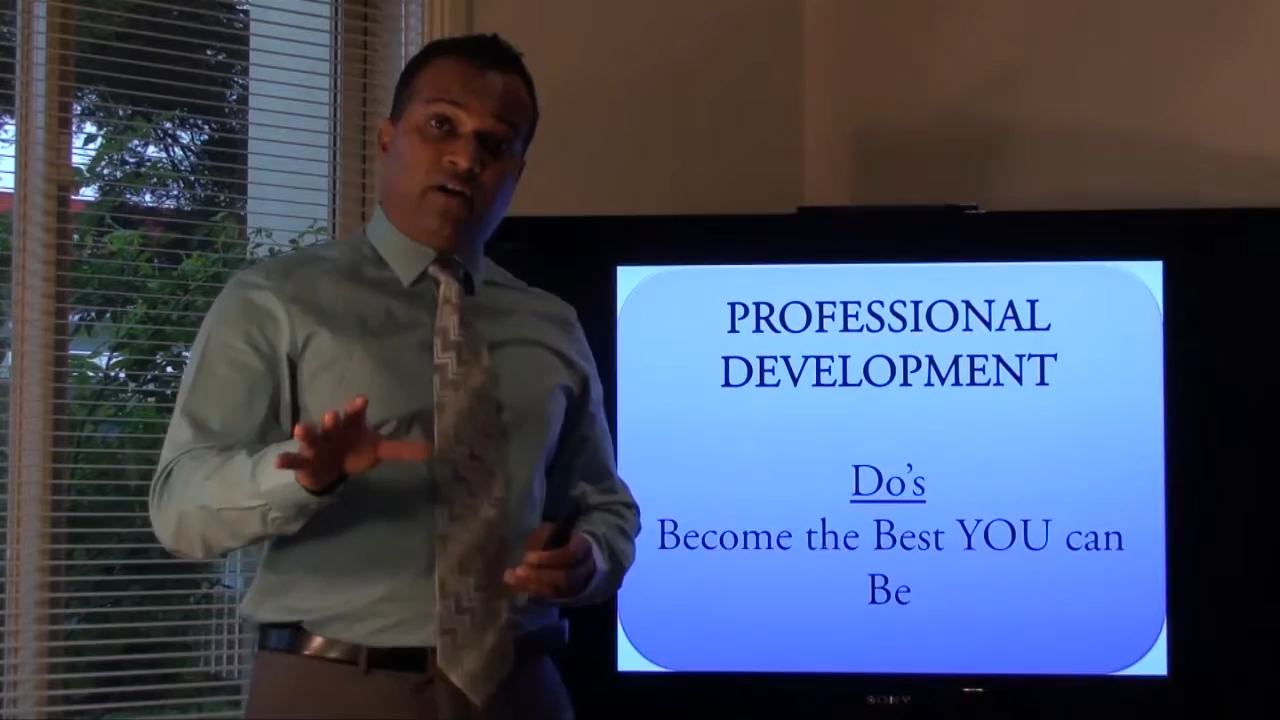 PROFESSIONAL
DEVELOPMENT
Do's
Become the Best YOU can
Be
SONY